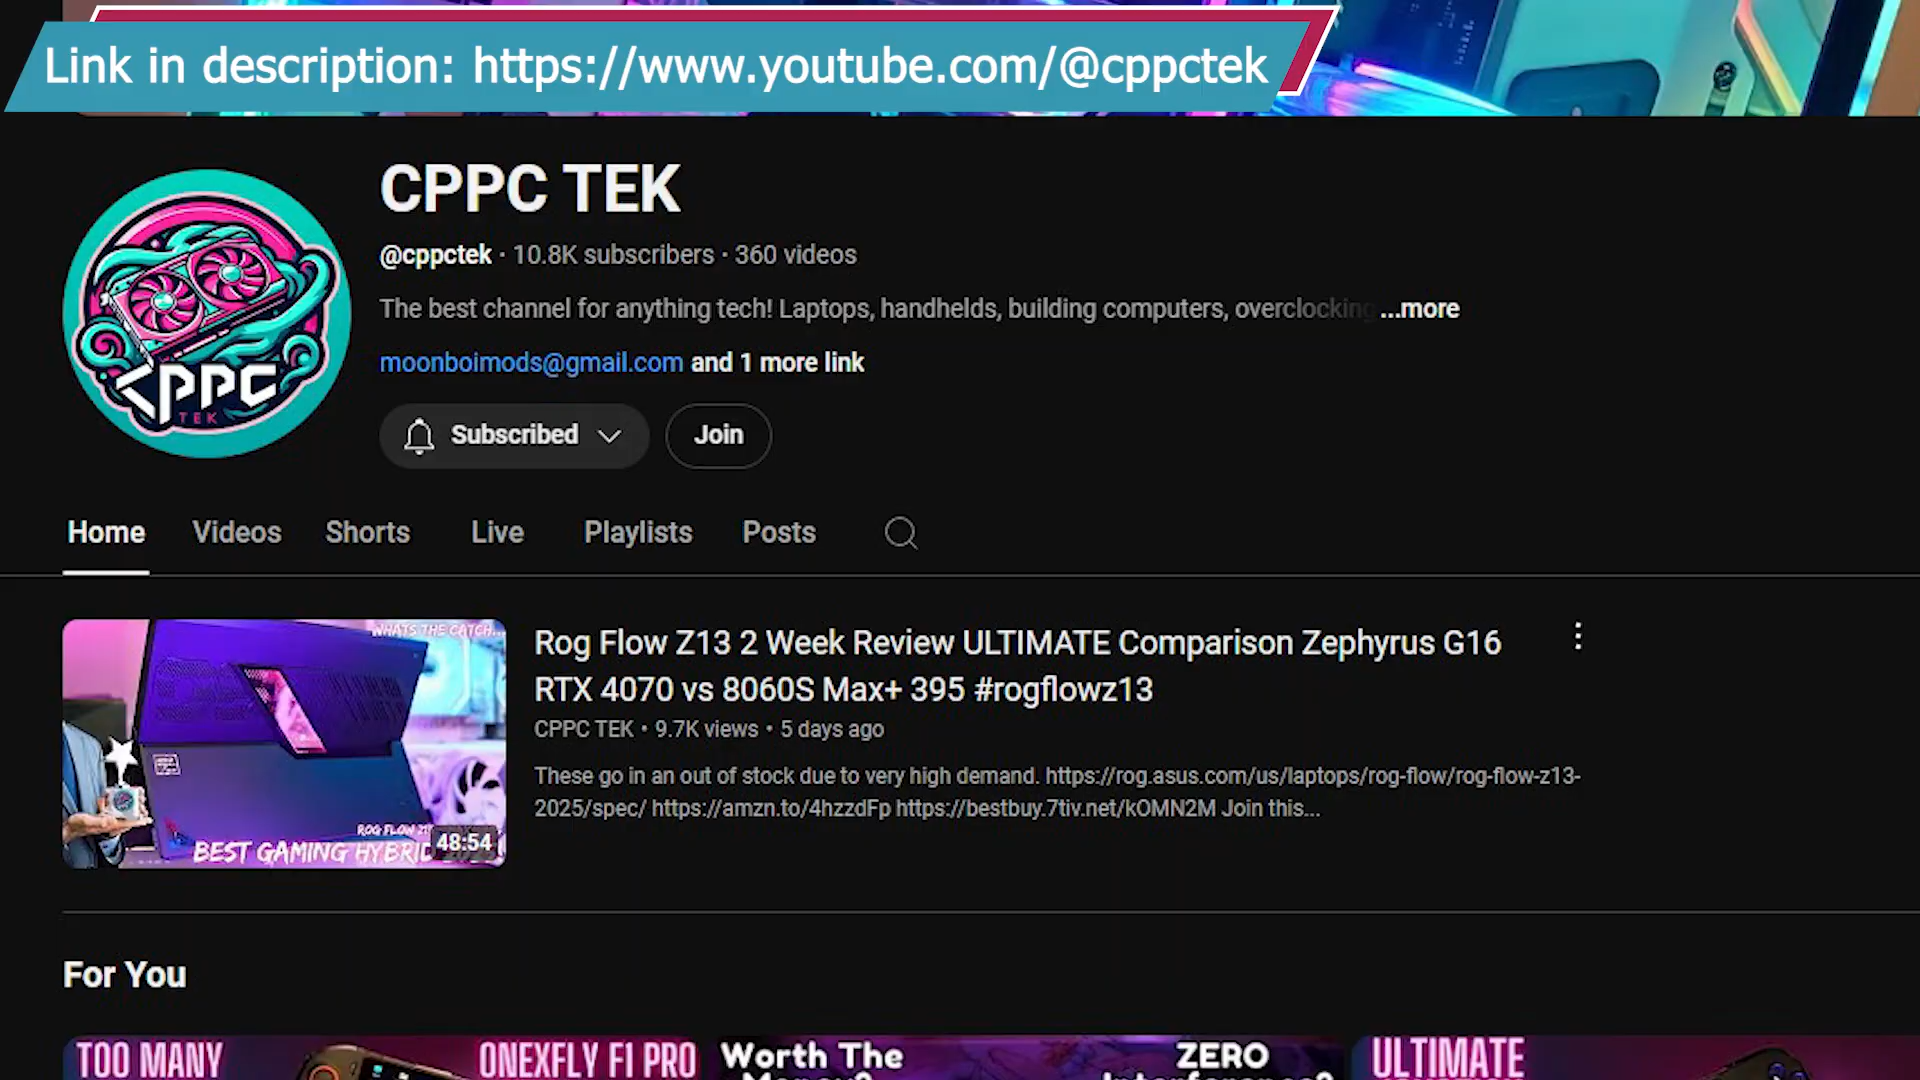 Link in description: https://www.youtube.com/@cppctek
CPPC TEK
@cppctek · 10.8K subscribers · 360 videos
The best channel for anything tech! Laptops, handhelds, building computers, overclocking ...more
moonboimods@gmail.com and 1 more link
CPPC
TEK
Subscribed
Join
Home Videos Shorts Live Playlists Posts
WHATS THE CATCH...
Rog Flow Z13 2 Week Review ULTIMATE Comparison Zephyrus G16
RTX 4070 vs 8060S Max+ 395 #rogflowz13
CPPC TEK • 9.7K views • 5 days ago
These go in an out of stock due to very high demand. https://rog.asus.com/us/laptops/rog-flow/rog-flow-z13-
2025/spec/ https://amzn.to/4hzzdFp https://bestbuy.7tiv.net/kOMN2M Join this...
ROG FLOW
48:54
BEST GAMING HYBRID
For You
TOO MANY
ONEXFLY F1 PRO
Worth The
Money?
ZERO
Interference?
ULTIMATE